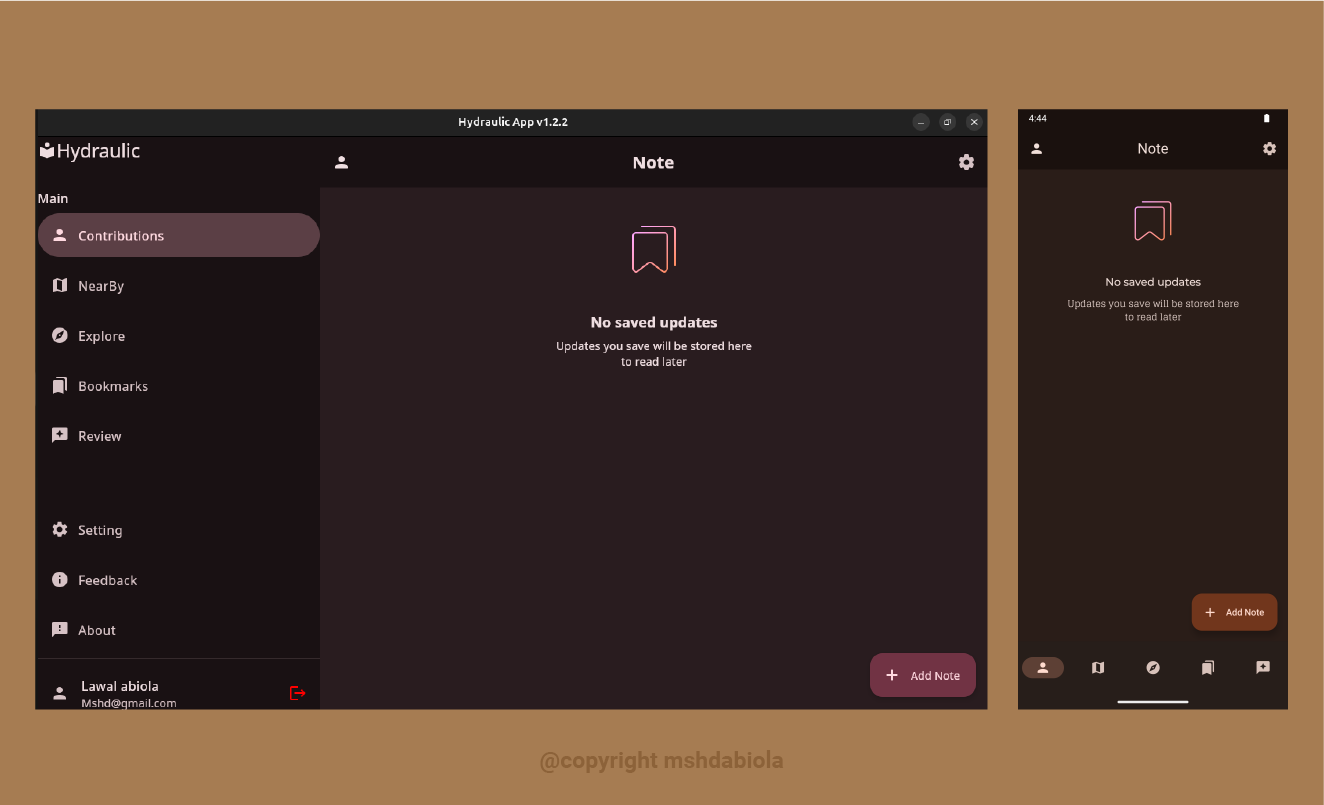 Hydraulic App v1.2.2
Hydraulic
Main
Contributions
NearBy
Explore
Bookmarks
Review
Setting
Feedback
About
Lawal abiola
Mshd@gmail.com
Note
No saved updates
Updates you save will be stored here
to read later
Add Note
4:44
Note
No saved updates
Updates you save will be stored here
to read later
Add Note
@copyright mshdabiola